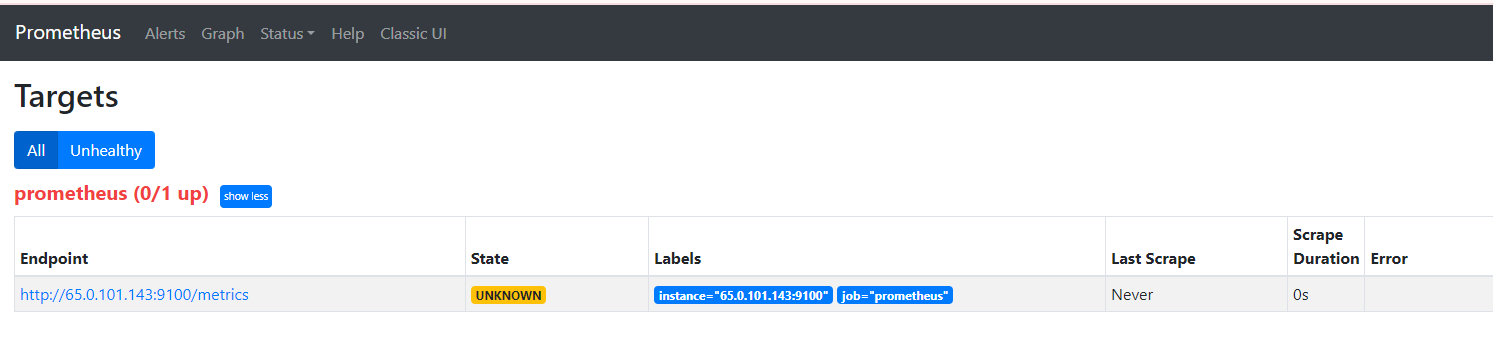 Prometheus Alerts Graph Status Help Classic UI
Targets
All Unhealthy
prometheus (0/1 up) show less
Endpoint State Labels Last Scrape Scrape Duration Error
http://65.0.101.143:9100/metrics UNKNOWN instance="65.0.101.143:9100" job="prometheus" Never 0s